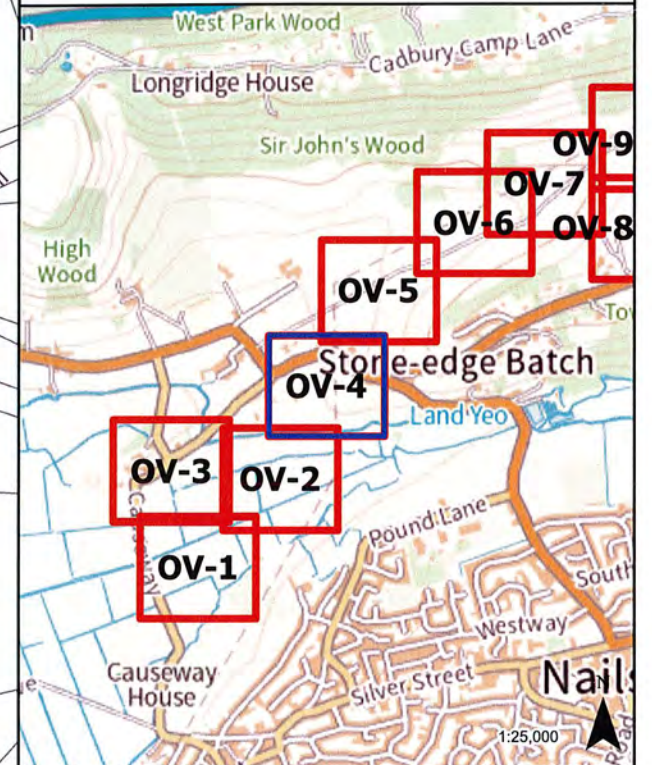 West Park Wood
Cadbury Camp Lane
Longridge House
Sir John's Wood
OV-9
OV-7
OV-6
OV-8
High
Wood
OV-5
Stone-edge Batch
OV-4
Land Yeo
OV-3
OV-2
Causeway
Pound Lane
OV-1
South
Westway
Causeway
House
Silver Street
Nails
N
1:25,000
Road